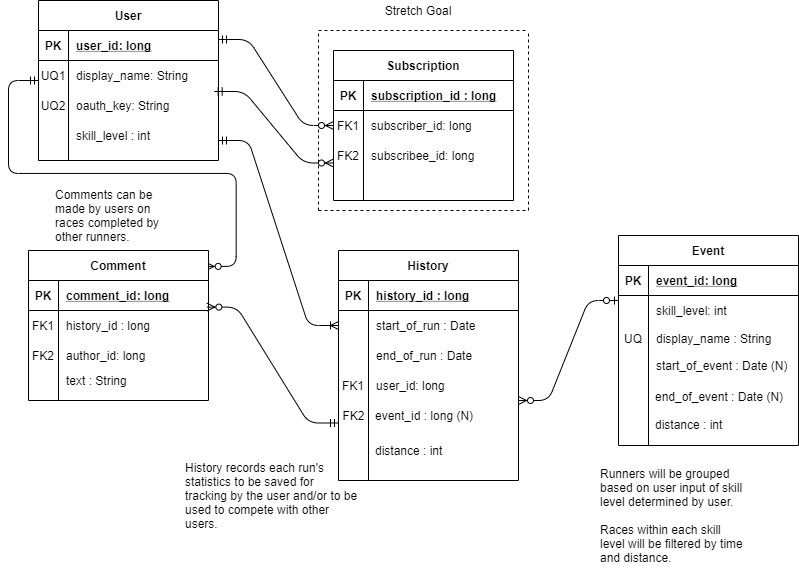 Stretch Goal
User
PK user_id: long
UQ1 display_name: String
UQ2 oauth_key: String
skill_level : int
Subscription
PK subscription_id : long
FK1 subscriber_id: long
FK2 subscribee_id: long
Comments can be
made by users on
races completed by
other runners.
Comment
PK comment_id: long
FK1 history_id : long
FK2 author_id: long
text : String
History
PK history_id : long
start_of_run : Date
end_of_run : Date
FK1 user_id: long
FK2 event_id : long (N)
distance : int
Event
PK event_id: long
skill_level: int
UQ display_name : String
start_of_event : Date (N)
end_of_event : Date (N)
distance : int
History records each run's
statistics to be saved for
tracking by the user and/or to be
used to compete with other
users.
Runners will be grouped
based on user input of skill
level determined by user.
Races within each skill
level will be filtered by time
and distance.